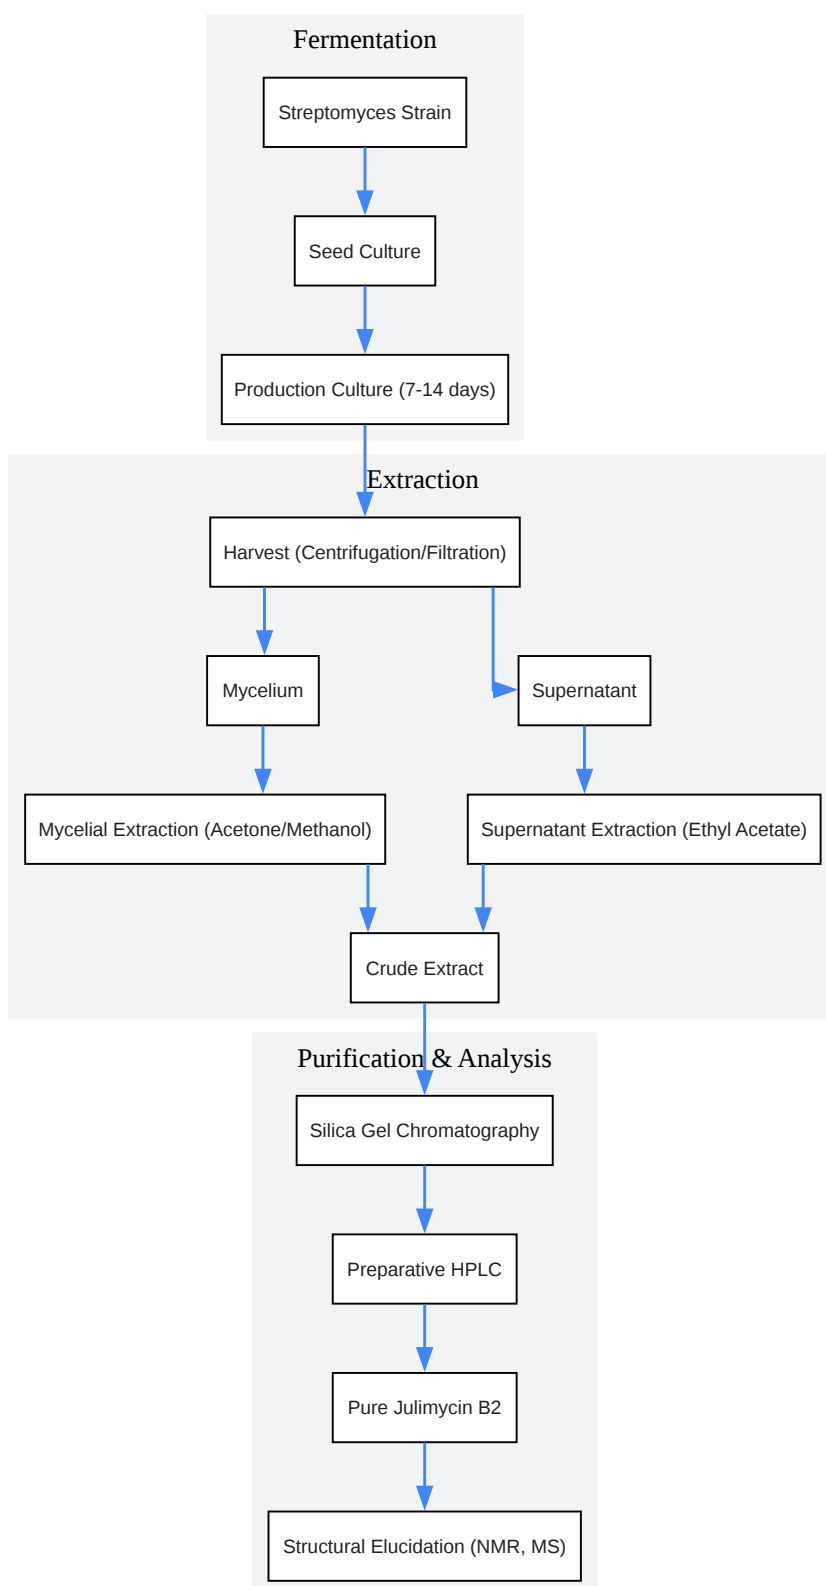 Fermentation
Streptomyces Strain
Seed Culture
Production Culture (7-14 days)
Extraction
Harvest (Centrifugation/Filtration)
Mycelium
Supernatant
Mycelial Extraction (Acetone/Methanol)
Supernatant Extraction (Ethyl Acetate)
Crude Extract
Purification & Analysis
Silica Gel Chromatography
Preparative HPLC
Pure Julimycin B2
Structural Elucidation (NMR, MS)